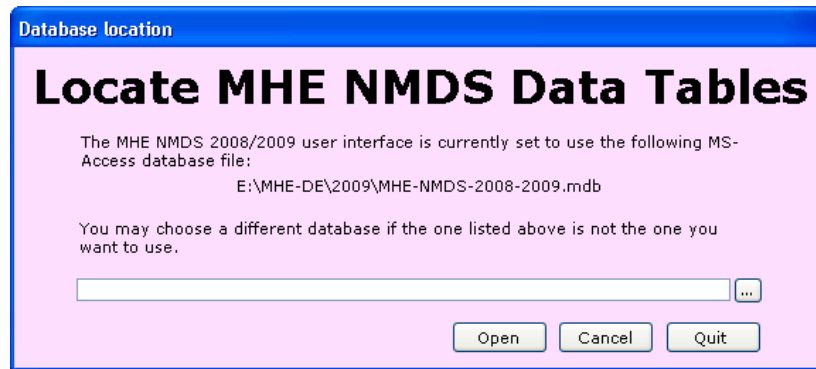 Database location
Locate MHE NMDS Data Tables
The MHE NMDS 2008/2009 user interface is currently set to use the following MS-
Access database file:
E:\MHE-DE\2009\MHE-NMDS-2008-2009.mdb
You may choose a different database if the one listed above is not the one you
want to use.
...
Open Cancel Quit